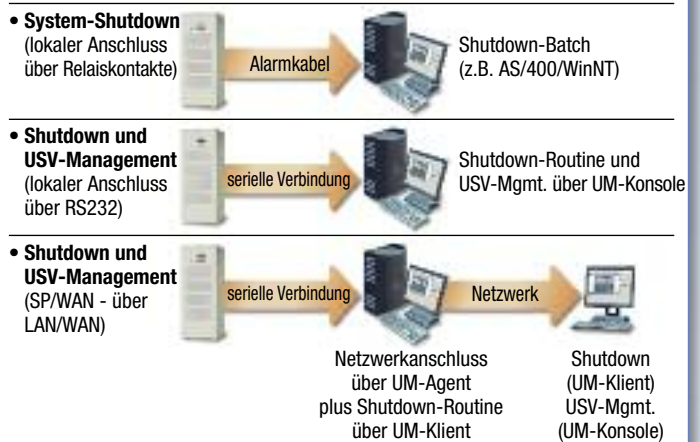 • System-Shutdown
(lokaler Anschluss
über Relaiskontakte)
Alarmkabel
Shutdown-Batch
(z.B. AS/400/WinNT)
• Shutdown und
USV-Management
(lokaler Anschluss
über RS232)
serielle Verbindung
Shutdown-Routine und
USV-Mgmt. über UM-Konsole
• Shutdown und
USV-Management
(SP/WAN - über
LAN/WAN)
serielle Verbindung
Netzwerk
Netzwerkanschluss
über UM-Agent
plus Shutdown-Routine
über UM-Klient
Shutdown
(UM-Klient)
USV-Mgmt.
(UM-Konsole)